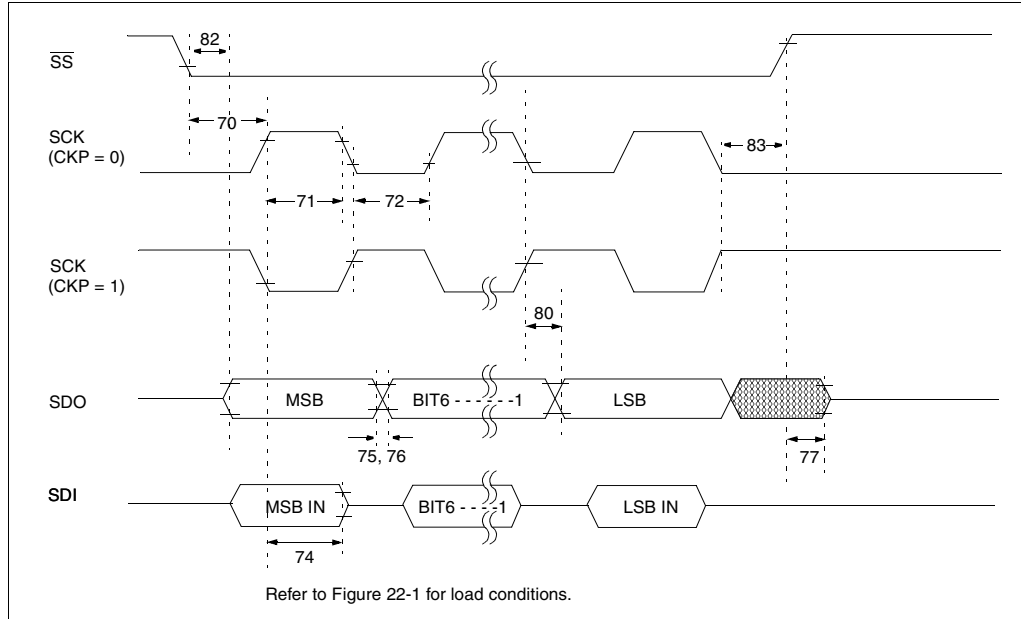 82
SS
70
SCK
(CKP = 0)
83
71
72
SCK
(CKP = 1)
80
SDO
MSB
BIT6 - - - - - -1
LSB
75, 76
77
SDI
MSB IN
BIT6 - - - -1
LSB IN
74
Refer to Figure 22-1 for load conditions.